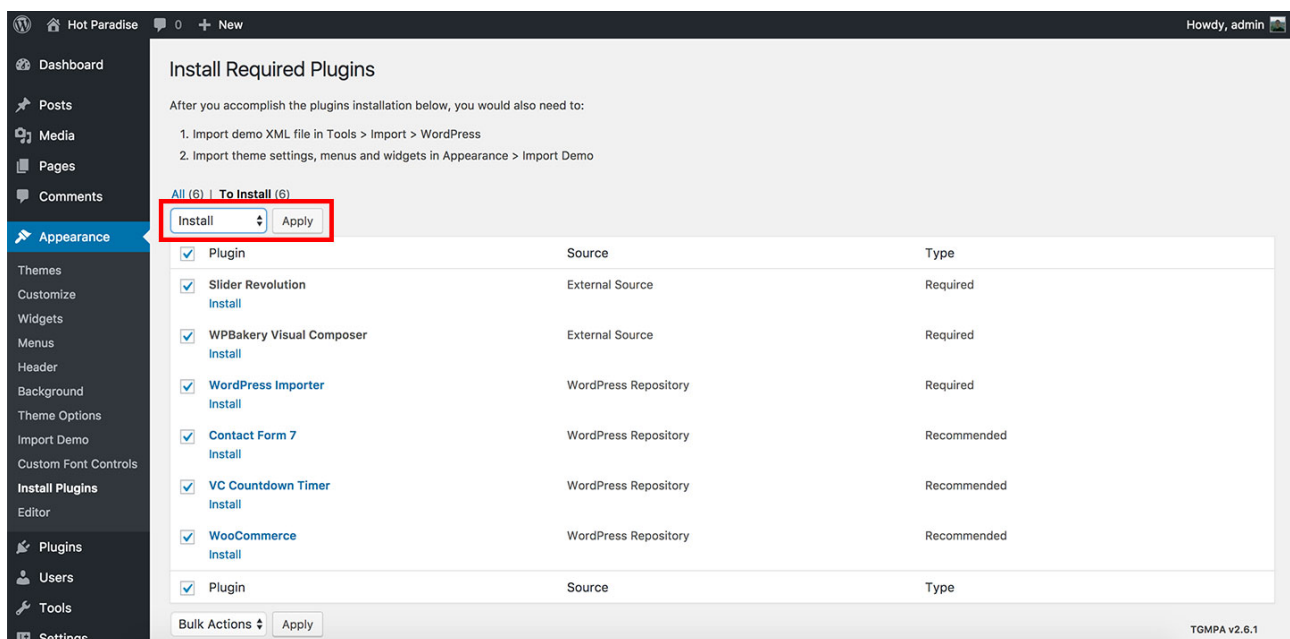 Hot Paradise 0 New Howdy, admin
Dashboard
Posts
Media
Pages
Comments
Appearance
Themes
Customize
Widgets
Menus
Header
Background
Theme Options
Import Demo
Custom Font Controls
Install Plugins
Editor
Plugins
Users
Tools
Settings
Install Required Plugins
After you accomplish the plugins installation below, you would also need to:
1. Import demo XML file in Tools > Import > WordPress
2. Import theme settings, menus and widgets in Appearance > Import Demo
All (6) | To Install (6)
Install Apply
Plugin Source Type
Slider Revolution External Source Required
Install
WPBakery Visual Composer External Source Required
Install
WordPress Importer WordPress Repository Required
Install
Contact Form 7 WordPress Repository Recommended
Install
VC Countdown Timer WordPress Repository Recommended
Install
WooCommerce WordPress Repository Recommended
Install
Plugin Source Type
Bulk Actions Apply
TGMPA v2.6.1